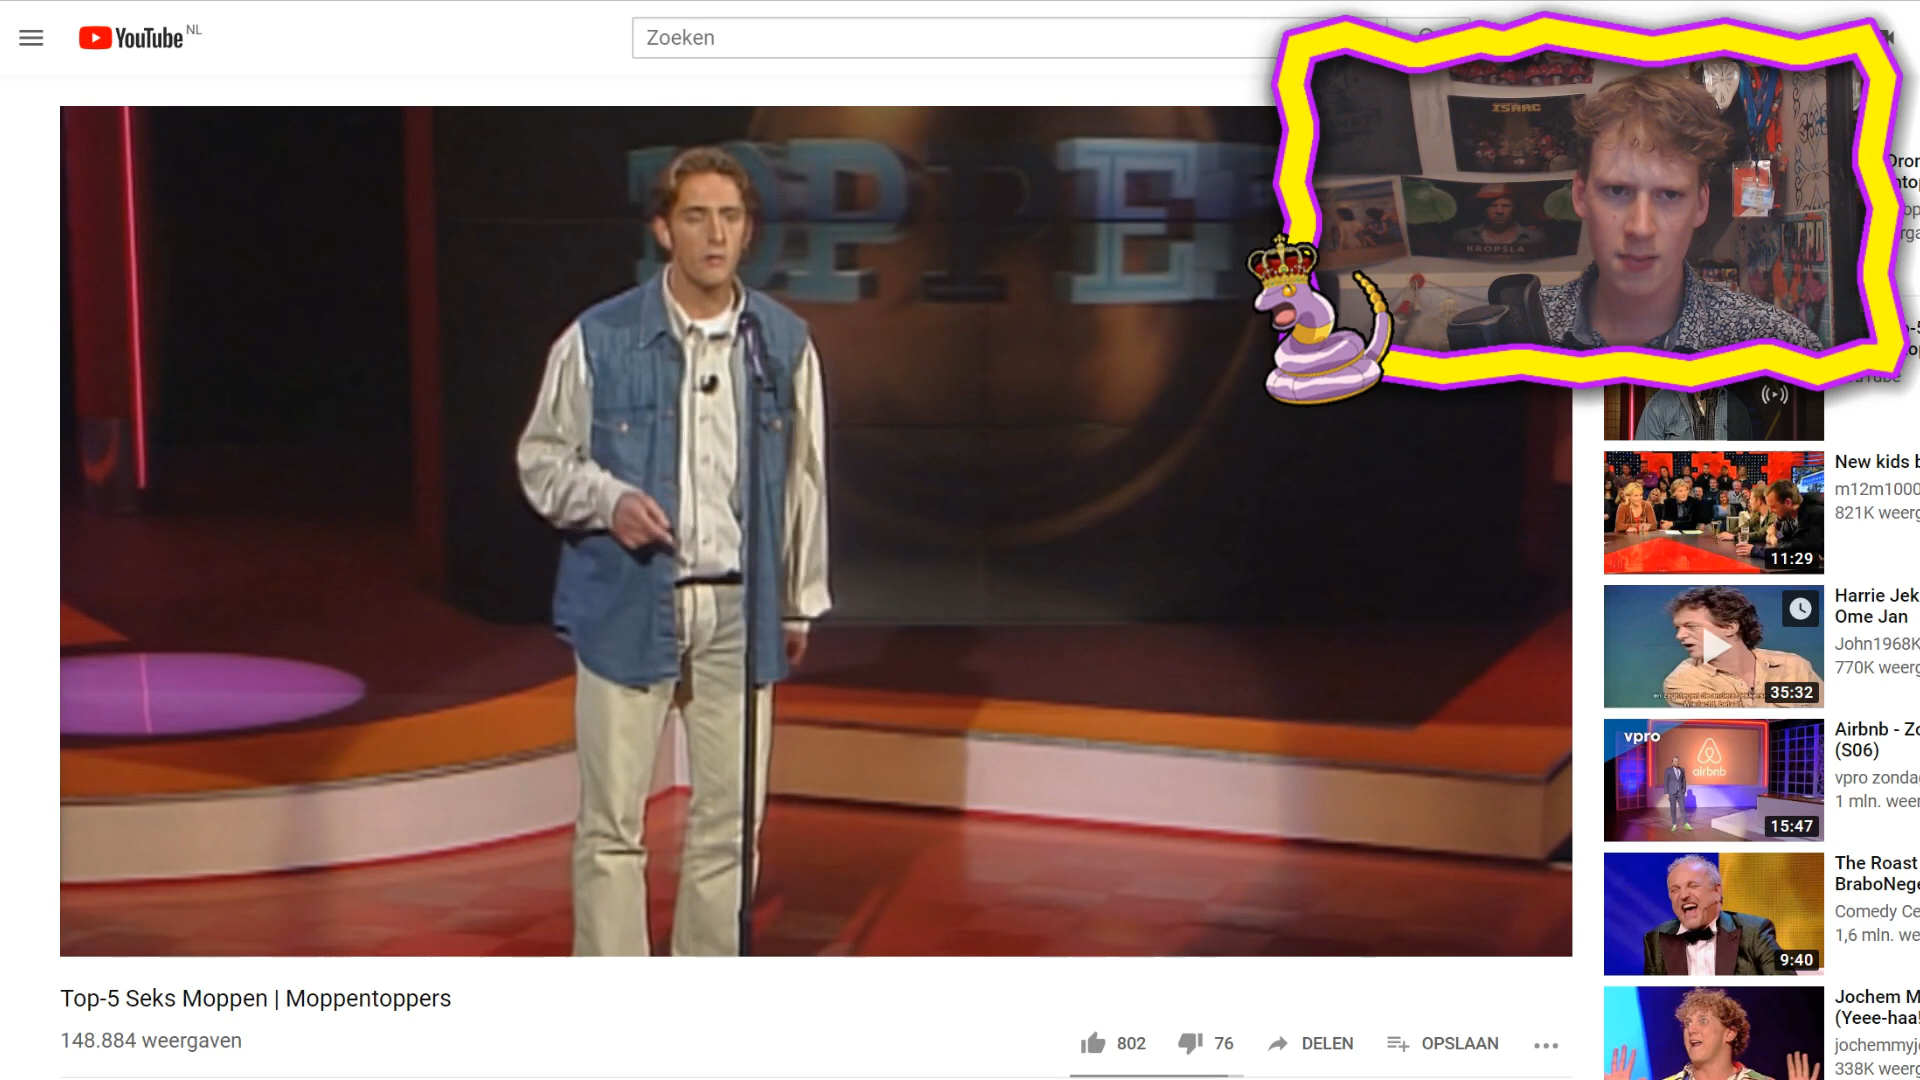 YouTube NL
Zoeken
OPPE
ISAAC
KROPSLA
New kids b
m12m1000
821K weerg
11:29
Harrie Jek
Ome Jan
John1968K
770K weerg
35:32
vpro
airbnb
Airbnb - Zo
(S06)
vpro zonda
1 mln. weer
15:47
The Roast
BraboNege
Comedy Ce
1,6 mln. we
9:40
Jochem M
(Yeee-haa!
jochemmyj
338K weerg
Top-5 Seks Moppen | Moppentoppers
148.884 weergaven
802
76
DELEN
OPSLAAN